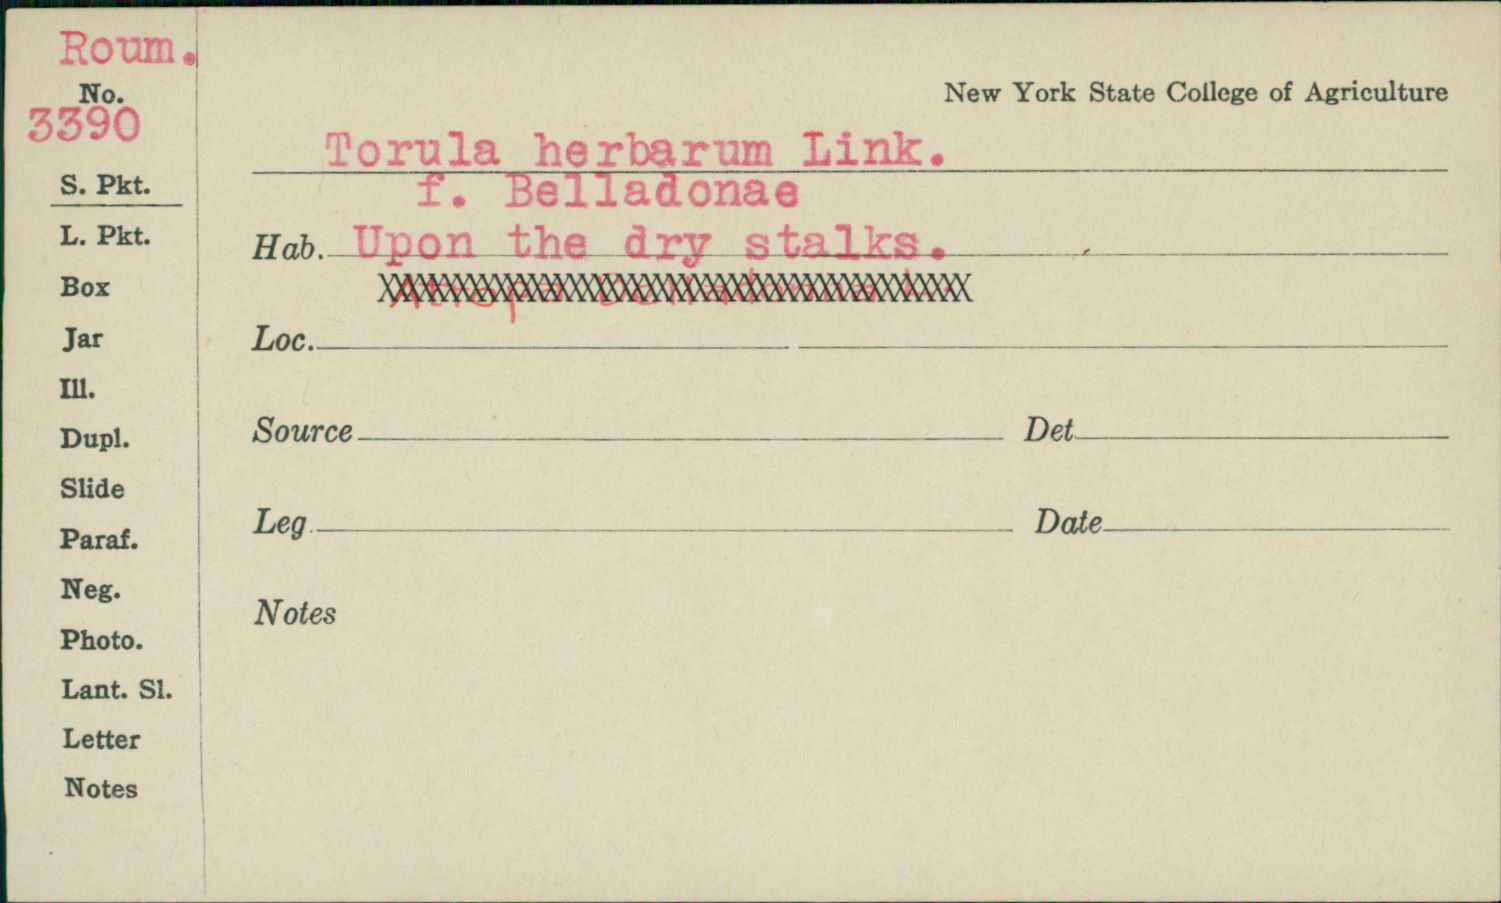 Roum.
No.
3390
S. Pkt.
L. Pkt.
Box
Jar
Ill.
Dupl.
Slide
Paraf.
Neg.
Photo.
Lant. Sl.
Letter
Notes
New York State College of Agriculture
Torula herbarum Link.
f. Belladonae
Hab. Upon the dry stalks.
Loc.
Source Det
Leg. Date
Notes